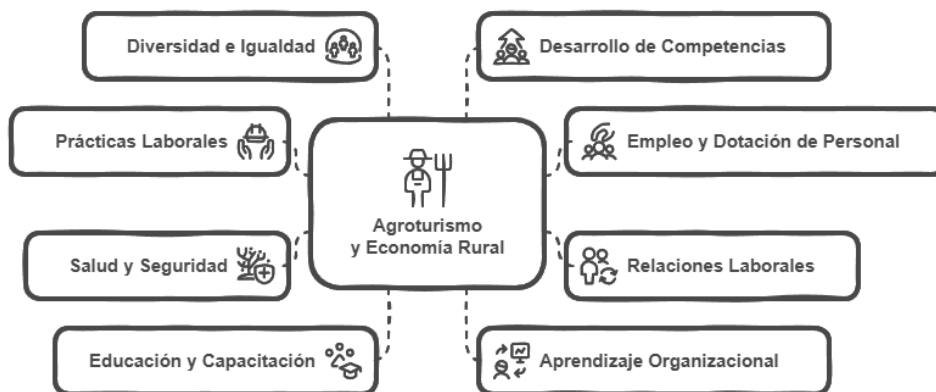 Diversidad e Igualdad
Desarrollo de Competencias
Prácticas Laborales
Empleo y Dotación de Personal
Agroturismo
y Economía Rural
Salud y Seguridad
Relaciones Laborales
Educación y Capacitación
Aprendizaje Organizacional